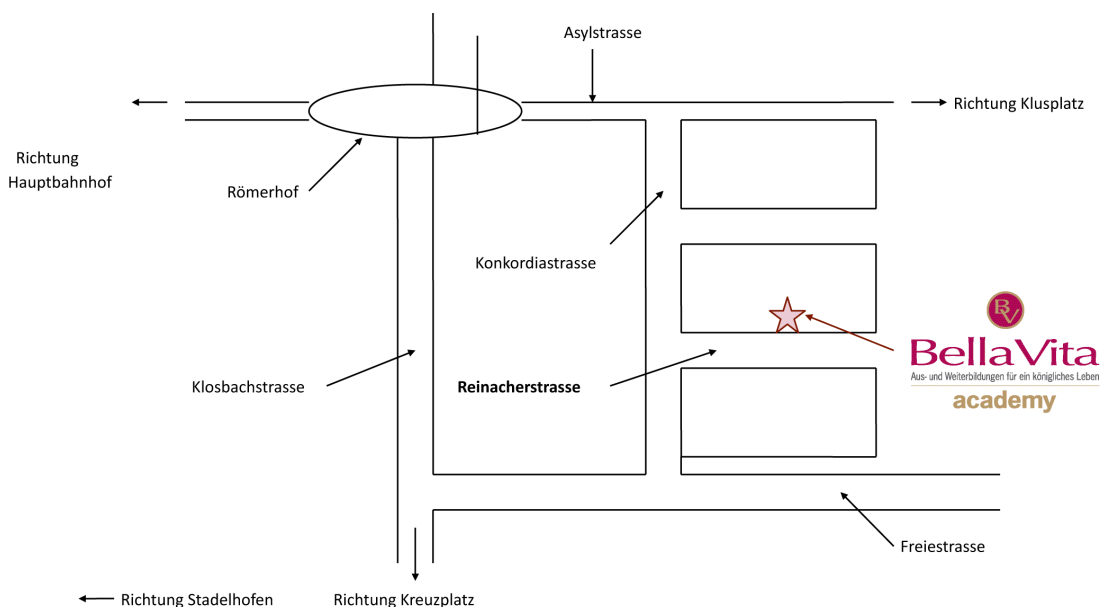 Asylstrasse
Richtung Klusplatz
Richtung
Hauptbahnhof
Römerhof
Konkordiastrasse
BV
BellaVita
Aus- und Weiterbildungen für ein königliches Leben
academy
Klosbachstrasse
Reinacherstrasse
Freiestrasse
Richtung Stadelhofen
Richtung Kreuzplatz